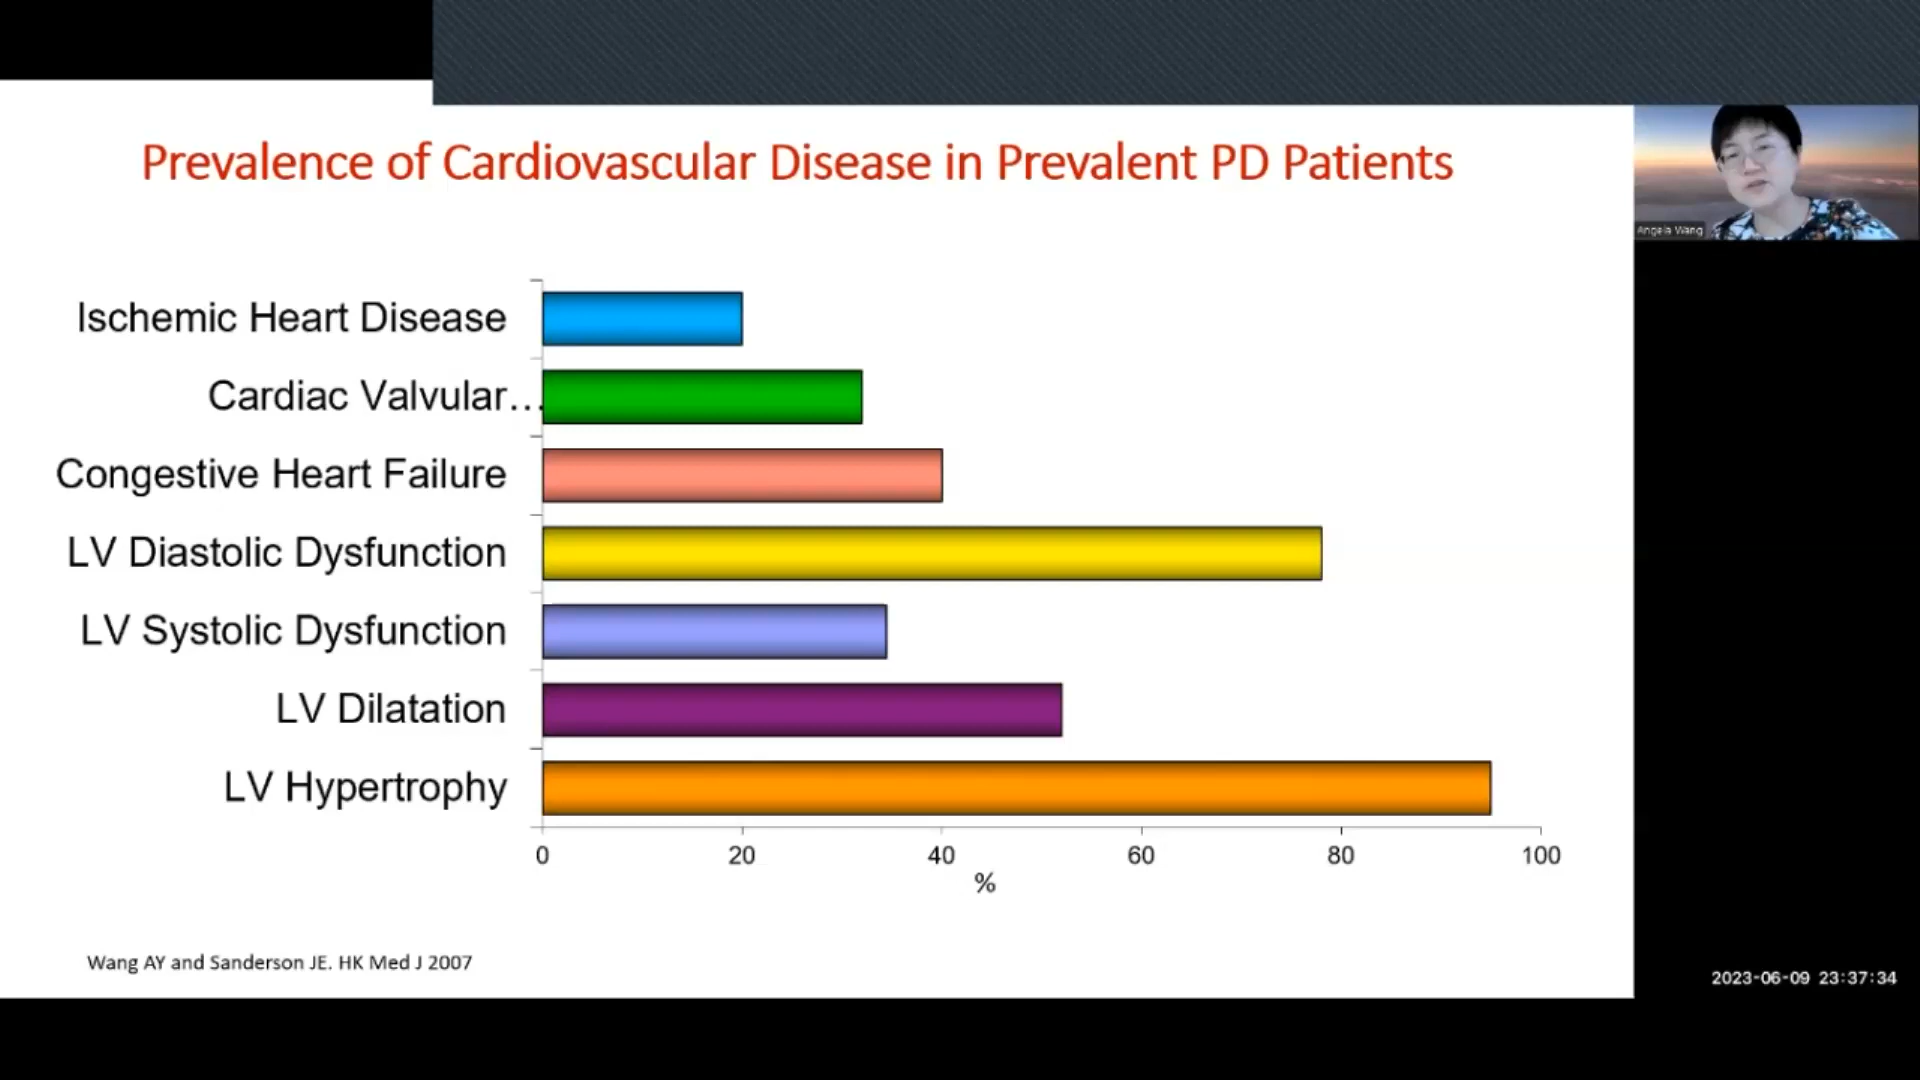 Prevalence of Cardiovascular Disease in Prevalent PD Patients
Angela Wang
Ischemic Heart Disease
Cardiac Valvular...
Congestive Heart Failure
LV Diastolic Dysfunction
LV Systolic Dysfunction
LV Dilatation
LV Hypertrophy
0 20 40 60 80 100
%
Wang AY and Sanderson JE. HK Med J 2007
2023-06-09 23:37:34